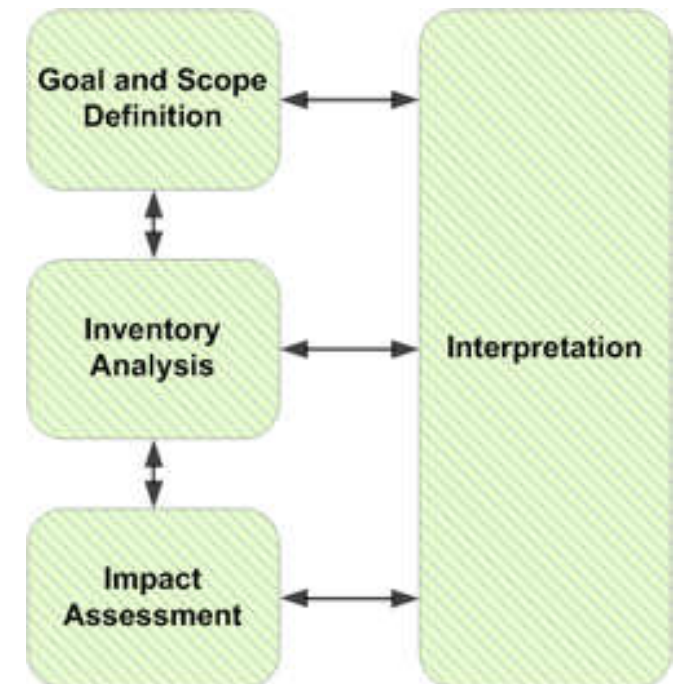 Goal and Scope
Definition
Inventory
Analysis
Interpretation
Impact
Assessment